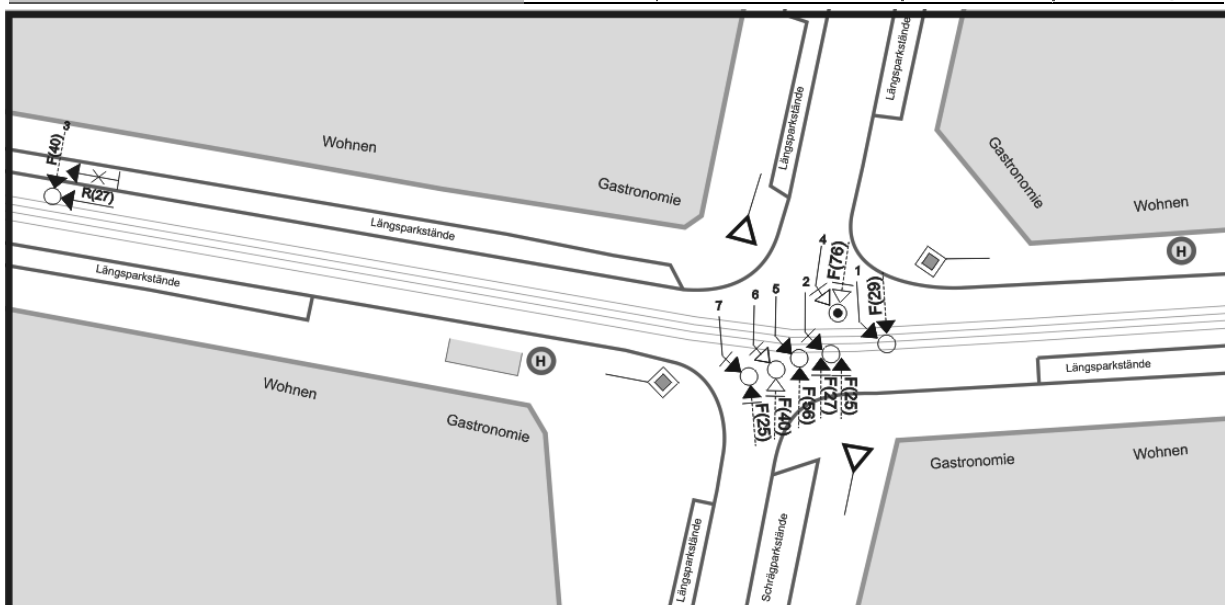 Längsparkstände
Längsparkstände
3
F(40)
R(27)
Wohnen
Gastronomie
Gastronomie
Wohnen
Längsparkstände
Längsparkstände
H
4
F(76)
1
F(29)
2
5
6
7
H
Längsparkstände
Wohnen
Gastronomie
F(25)
F(40)
F(56)
F(27)
F(25)
Gastronomie
Wohnen
Längsparkstände
Schrägparkstände